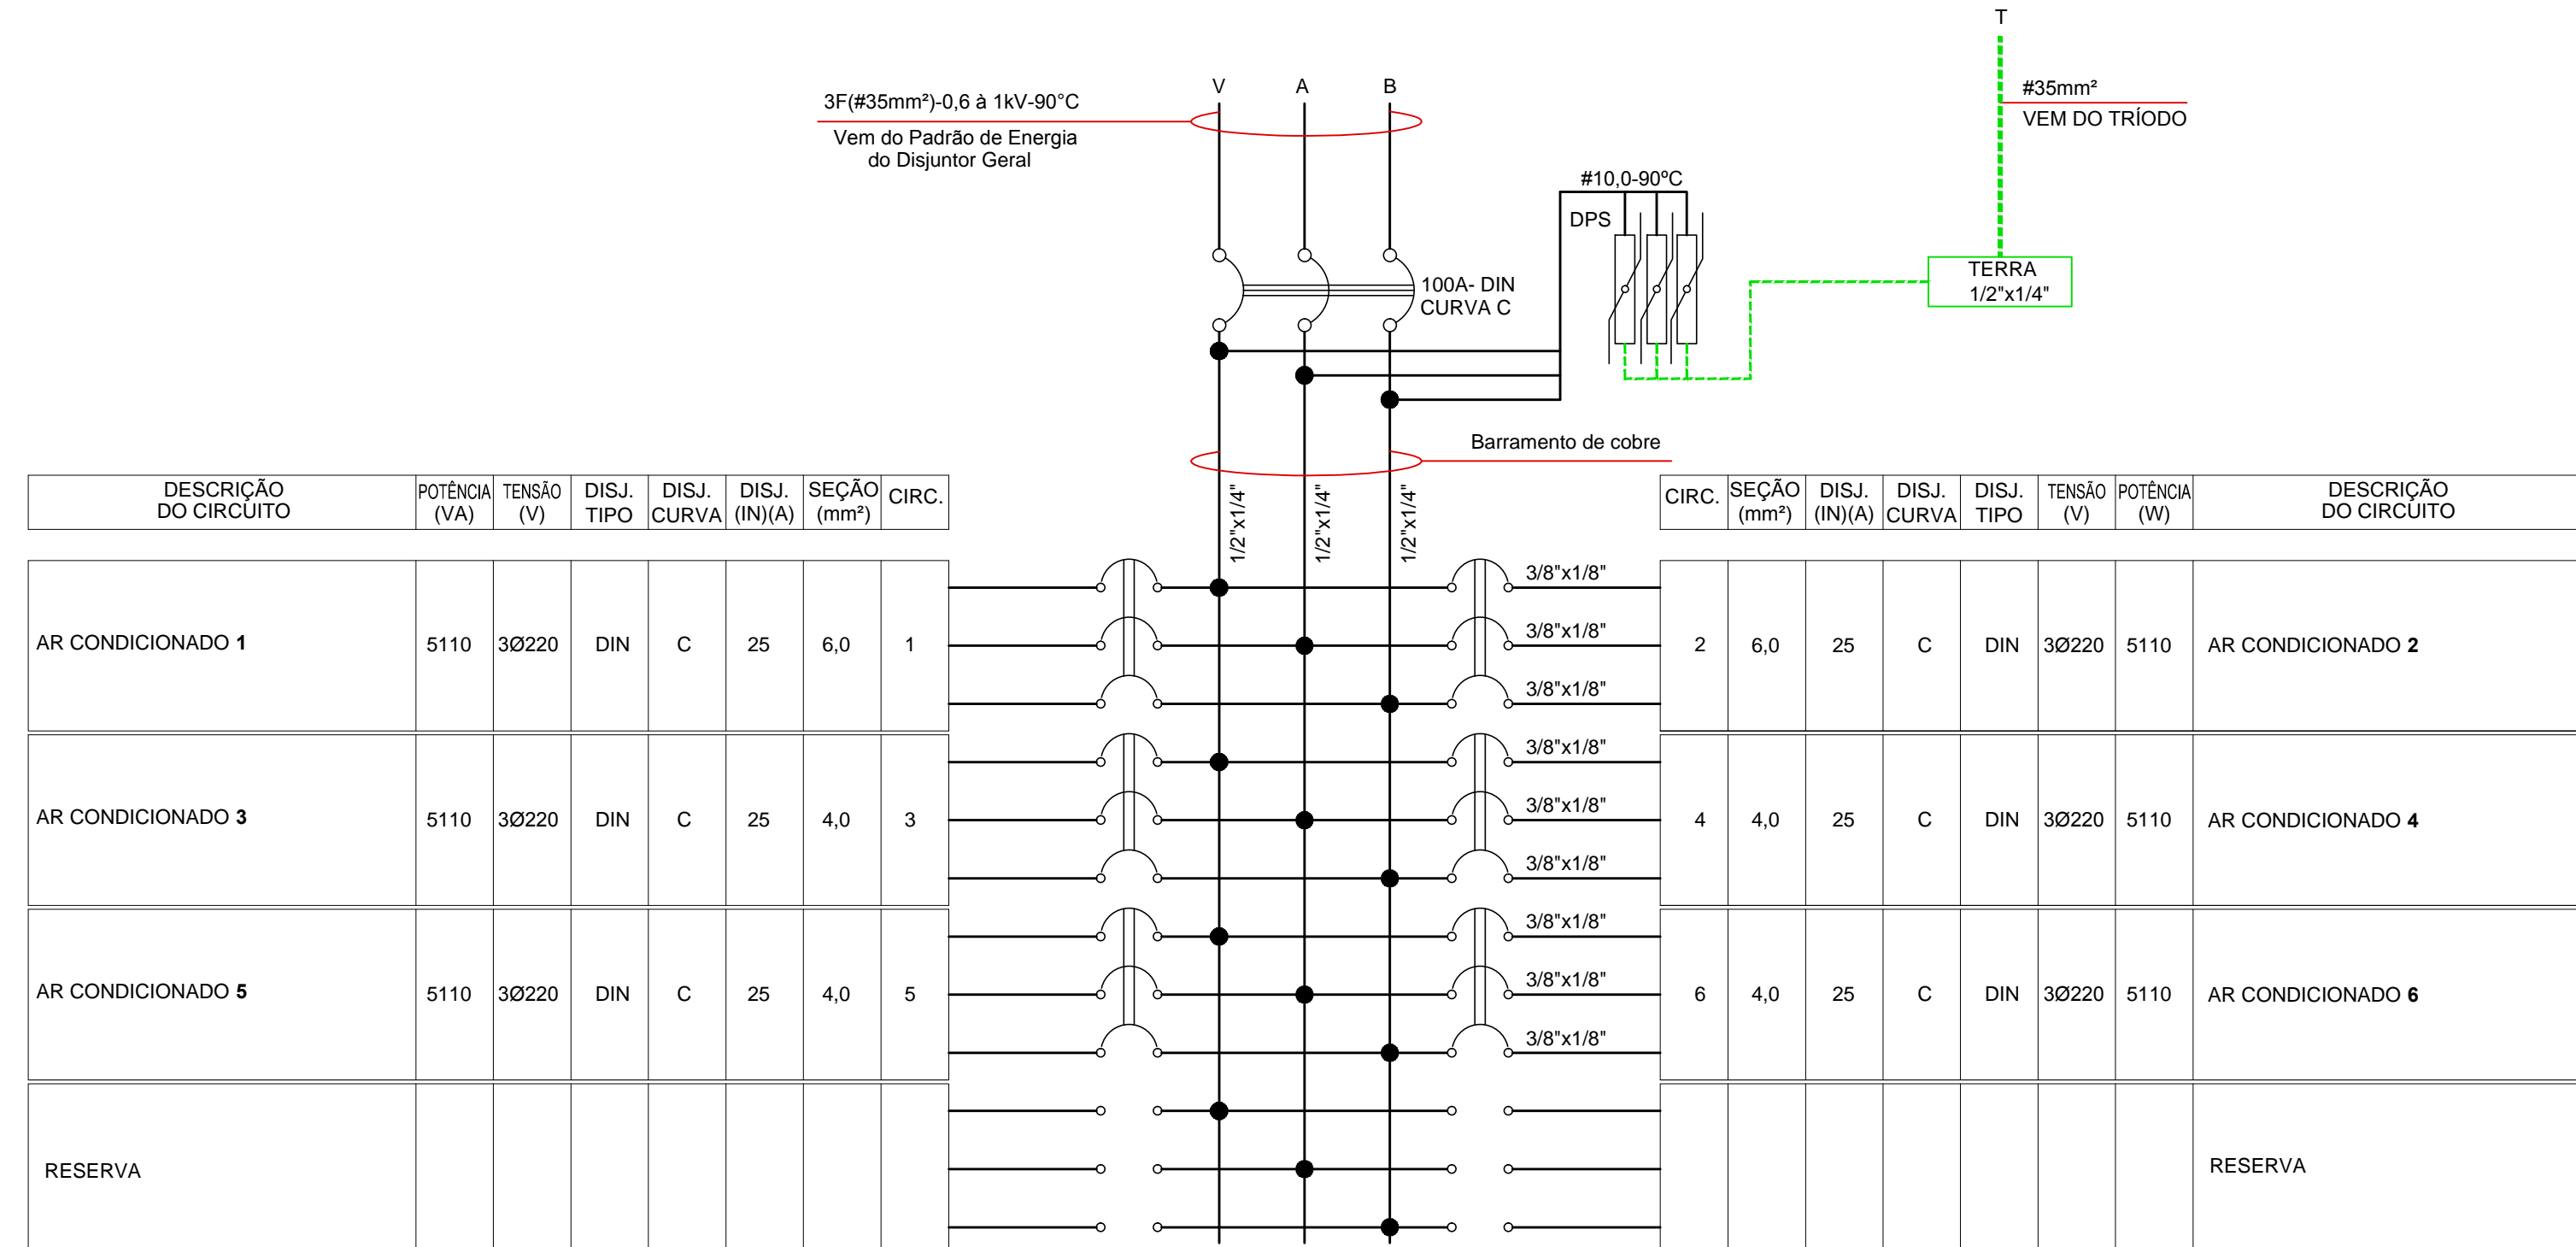 T
V A B
3F(#35mm²)-0,6 à 1kV-90°C
Vem do Padrão de Energia
do Disjuntor Geral
#35mm²
VEM DO TRÍODO
#10,0-90ºC
DPS
100A- DIN
CURVA C
TERRA
1/2"x1/4"
Barramento de cobre
1/2"x1/4" 1/2"x1/4" 1/2"x1/4"
DESCRIÇÃO DO CIRCUITO POTÊNCIA (VA) TENSÃO (V) DISJ. TIPO DISJ. CURVA DISJ. (IN)(A) SEÇÃO (mm²) CIRC.
CIRC. SEÇÃO (mm²) DISJ. (IN)(A) DISJ. CURVA DISJ. TIPO TENSÃO (V) POTÊNCIA (W) DESCRIÇÃO DO CIRCUITO
AR CONDICIONADO 1 5110 3Ø220 DIN C 25 6,0 1
3/8"x1/8"
3/8"x1/8"
3/8"x1/8"
2 6,0 25 C DIN 3Ø220 5110 AR CONDICIONADO 2
AR CONDICIONADO 3 5110 3Ø220 DIN C 25 4,0 3
3/8"x1/8"
3/8"x1/8"
3/8"x1/8"
4 4,0 25 C DIN 3Ø220 5110 AR CONDICIONADO 4
AR CONDICIONADO 5 5110 3Ø220 DIN C 25 4,0 5
3/8"x1/8"
3/8"x1/8"
3/8"x1/8"
6 4,0 25 C DIN 3Ø220 5110 AR CONDICIONADO 6
RESERVA
RESERVA